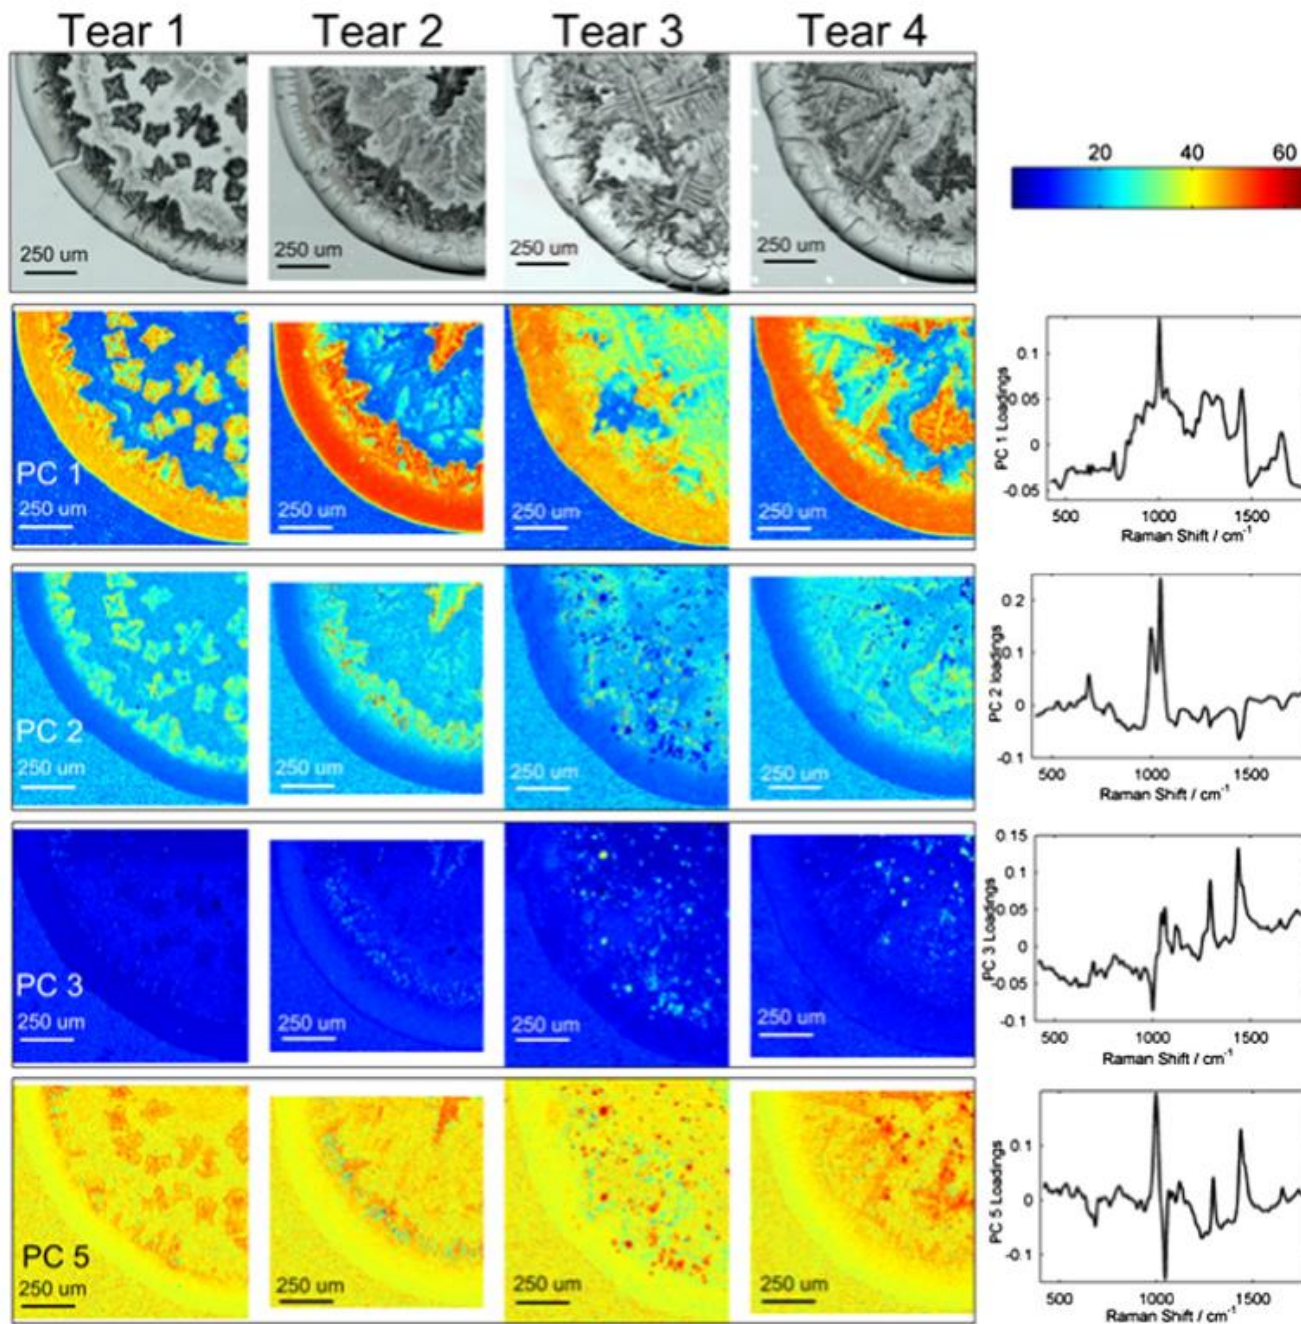 Tear 1 Tear 2 Tear 3 Tear 4
250 um 250 um 250 um 250 um
20 40 60
PC 1
250 um 250 um 250 um 250 um
PC 1 Loadings
0.1
0.05
0
-0.05
500 1000 1500
Raman Shift / cm-1
PC 2
250 um 250 um 250 um 250 um
PC 2 loadings
0.2
0.1
0
-0.1
500 1000 1500
Raman Shift / cm-1
PC 3
250 um 250 um 250 um 250 um
PC 3 Loadings
0.15
0.1
0.05
0
-0.05
-0.1
500 1000 1500
Raman Shift / cm-1
PC 5
250 um 250 um 250 um 250 um
PC 5 Loadings
0.1
0
-0.1
500 1000 1500
Raman Shift / cm-1